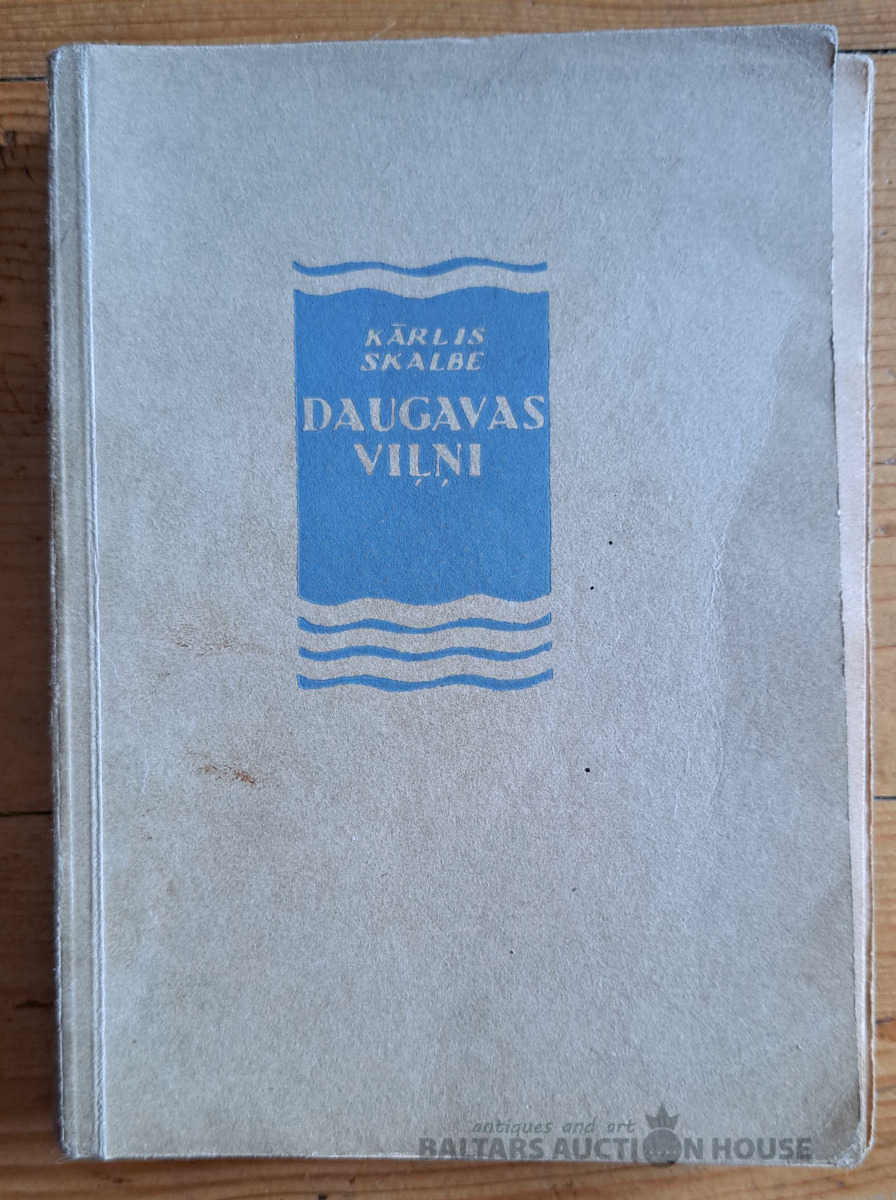 KĀRLIS
SKALBE
DAUGAVAS
VIĻŅI
antiques and art
BALTARS AUCTION HOUSE